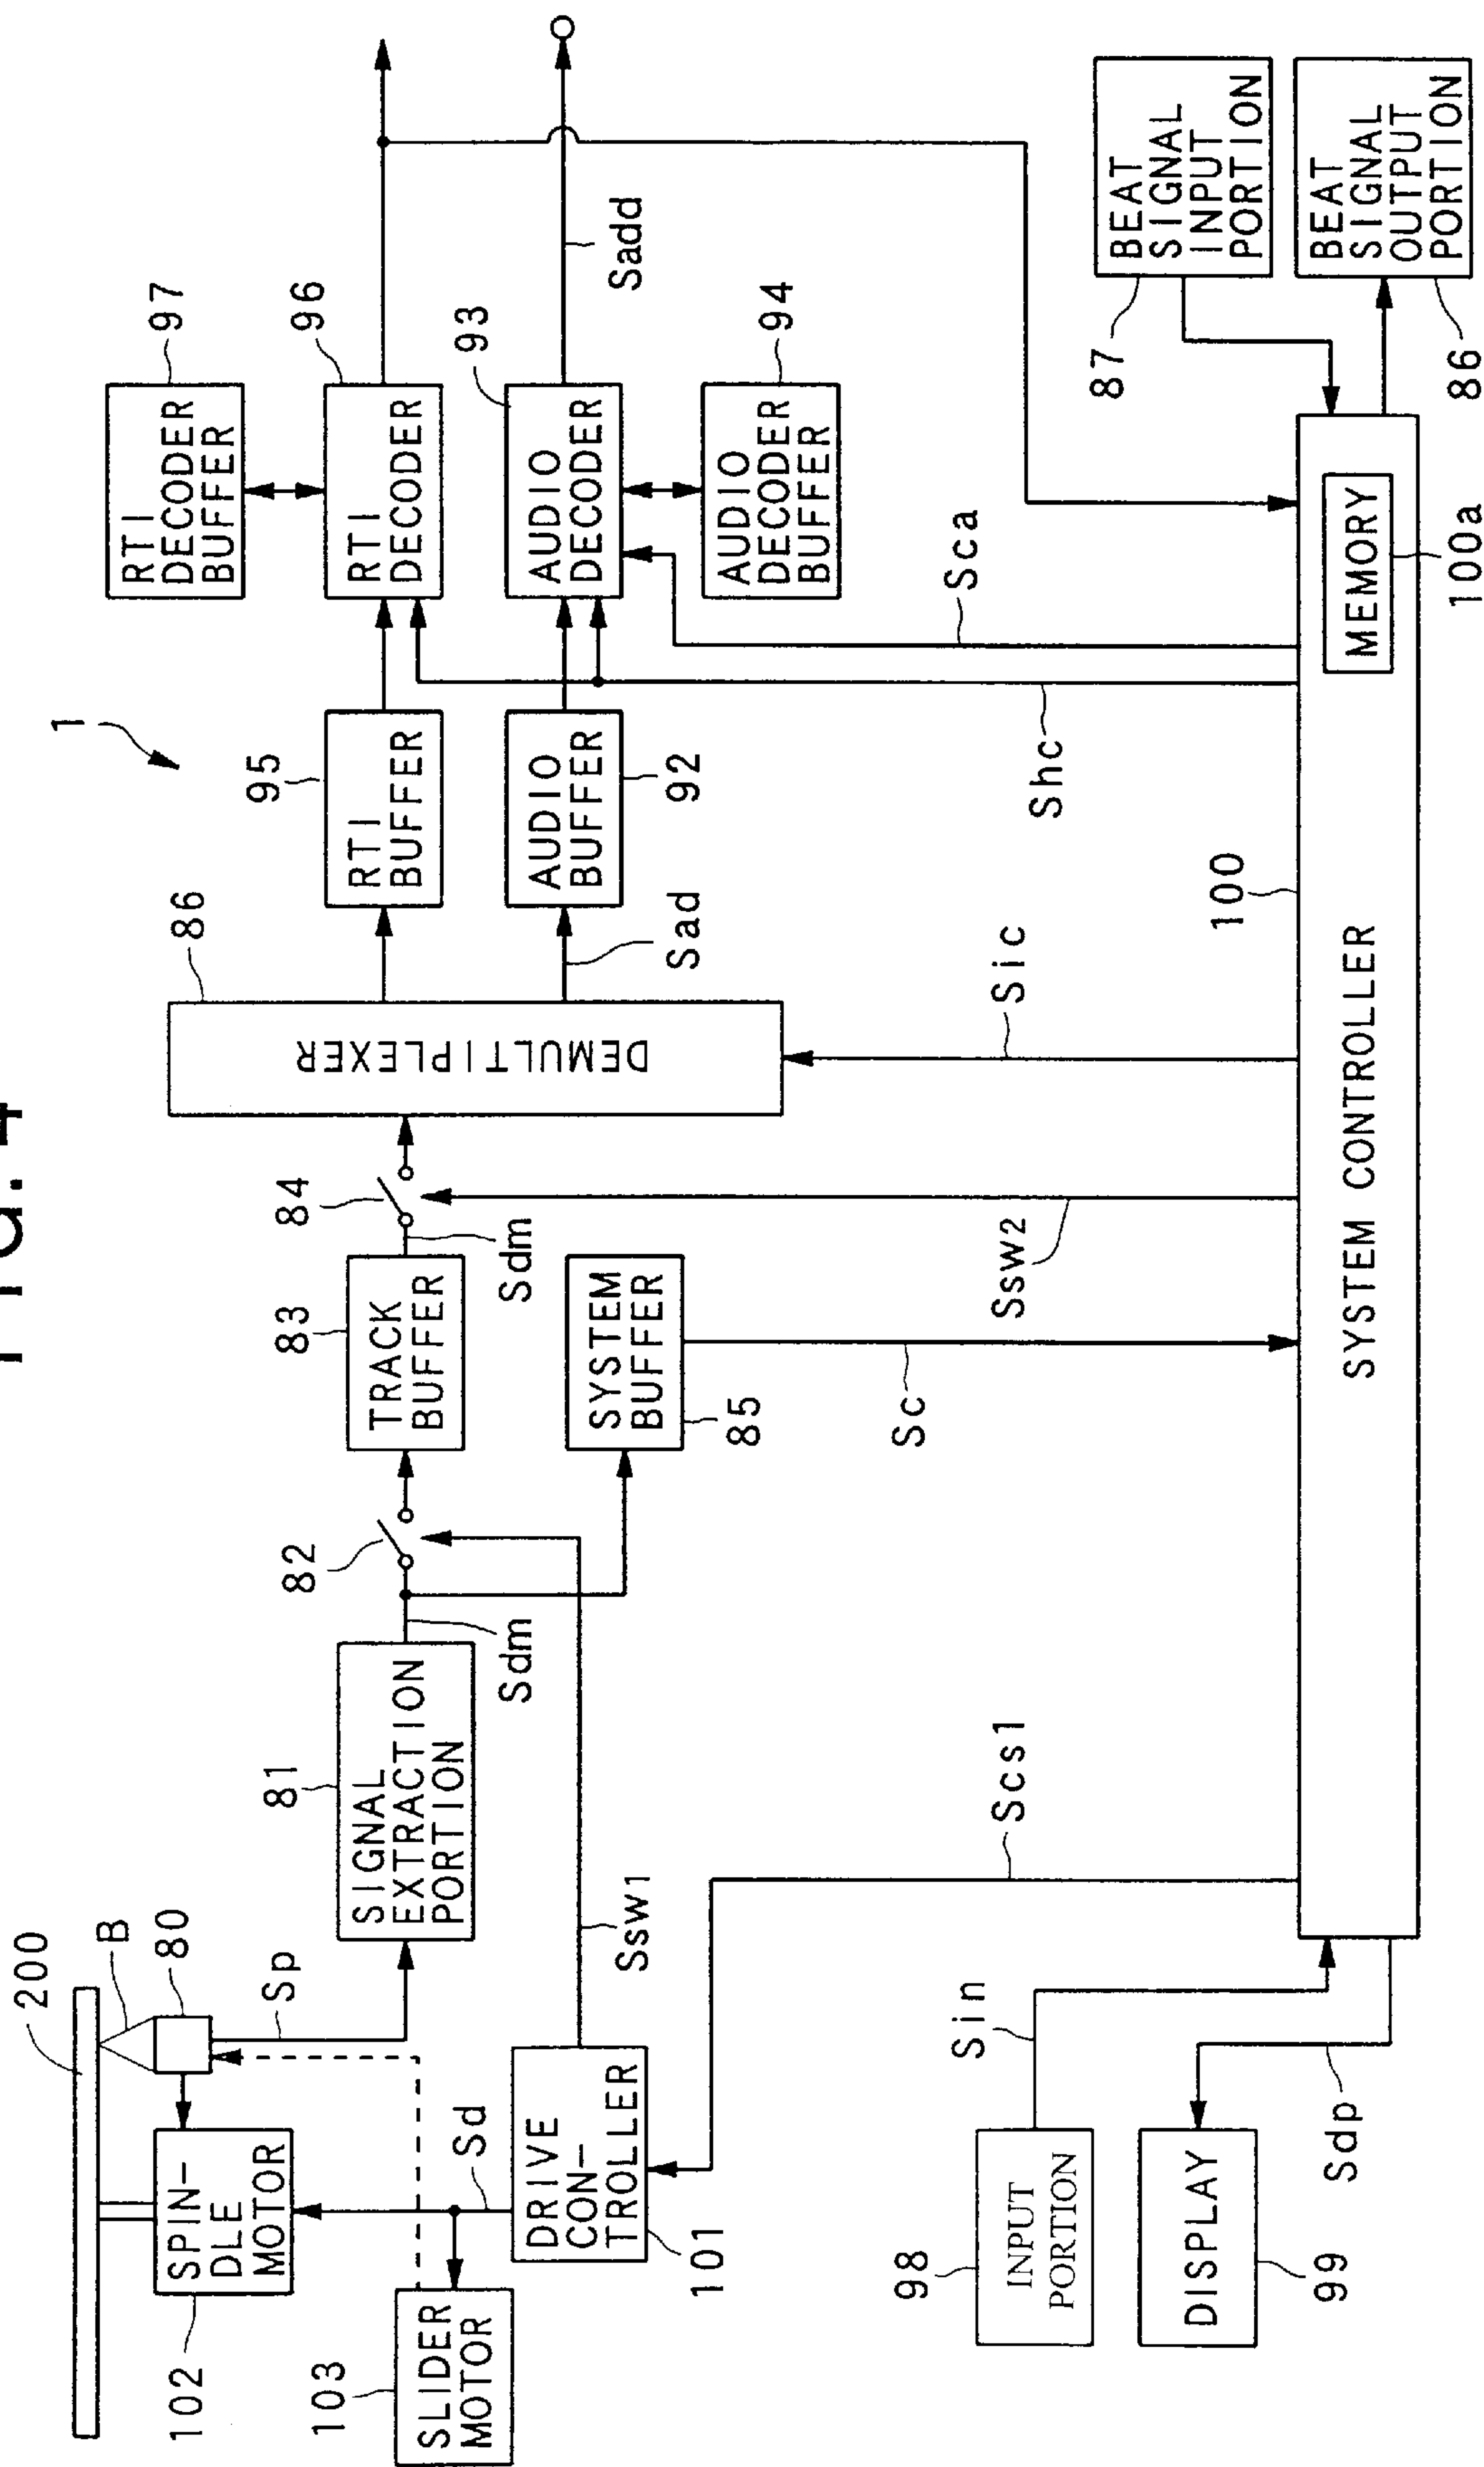 FIG. 4
1
200
B
80
102
SPIN-
DLE
MOTOR
Sp
103
SLIDER
MOTOR
Sd
DRIVE
CON-
TROLLER
101
81
SIGNAL
EXTRACTION
PORTION
Sdm
Ssw1
82
83
TRACK
BUFFER
Sdm
84
SYSTEM
BUFFER
85
86
DEMULTIPLEXER
Sad
95
RTI
BUFFER
AUDIO
BUFFER
92
97
RTI
DECODER
BUFFER
96
RTI
DECODER
93
AUDIO
DECODER
AUDIO
DECODER
BUFFER
94
Sadd
Scs1
Sc
Ssw2
Sic
Shc
Sca
98
INPUT
PORTION
Sin
DISPLAY
99
Sdp
100
SYSTEM CONTROLLER
MEMORY
100a
87
BEAT
SIGNAL
INPUT
PORTION
BEAT
SIGNAL
OUTPUT
PORTION
86